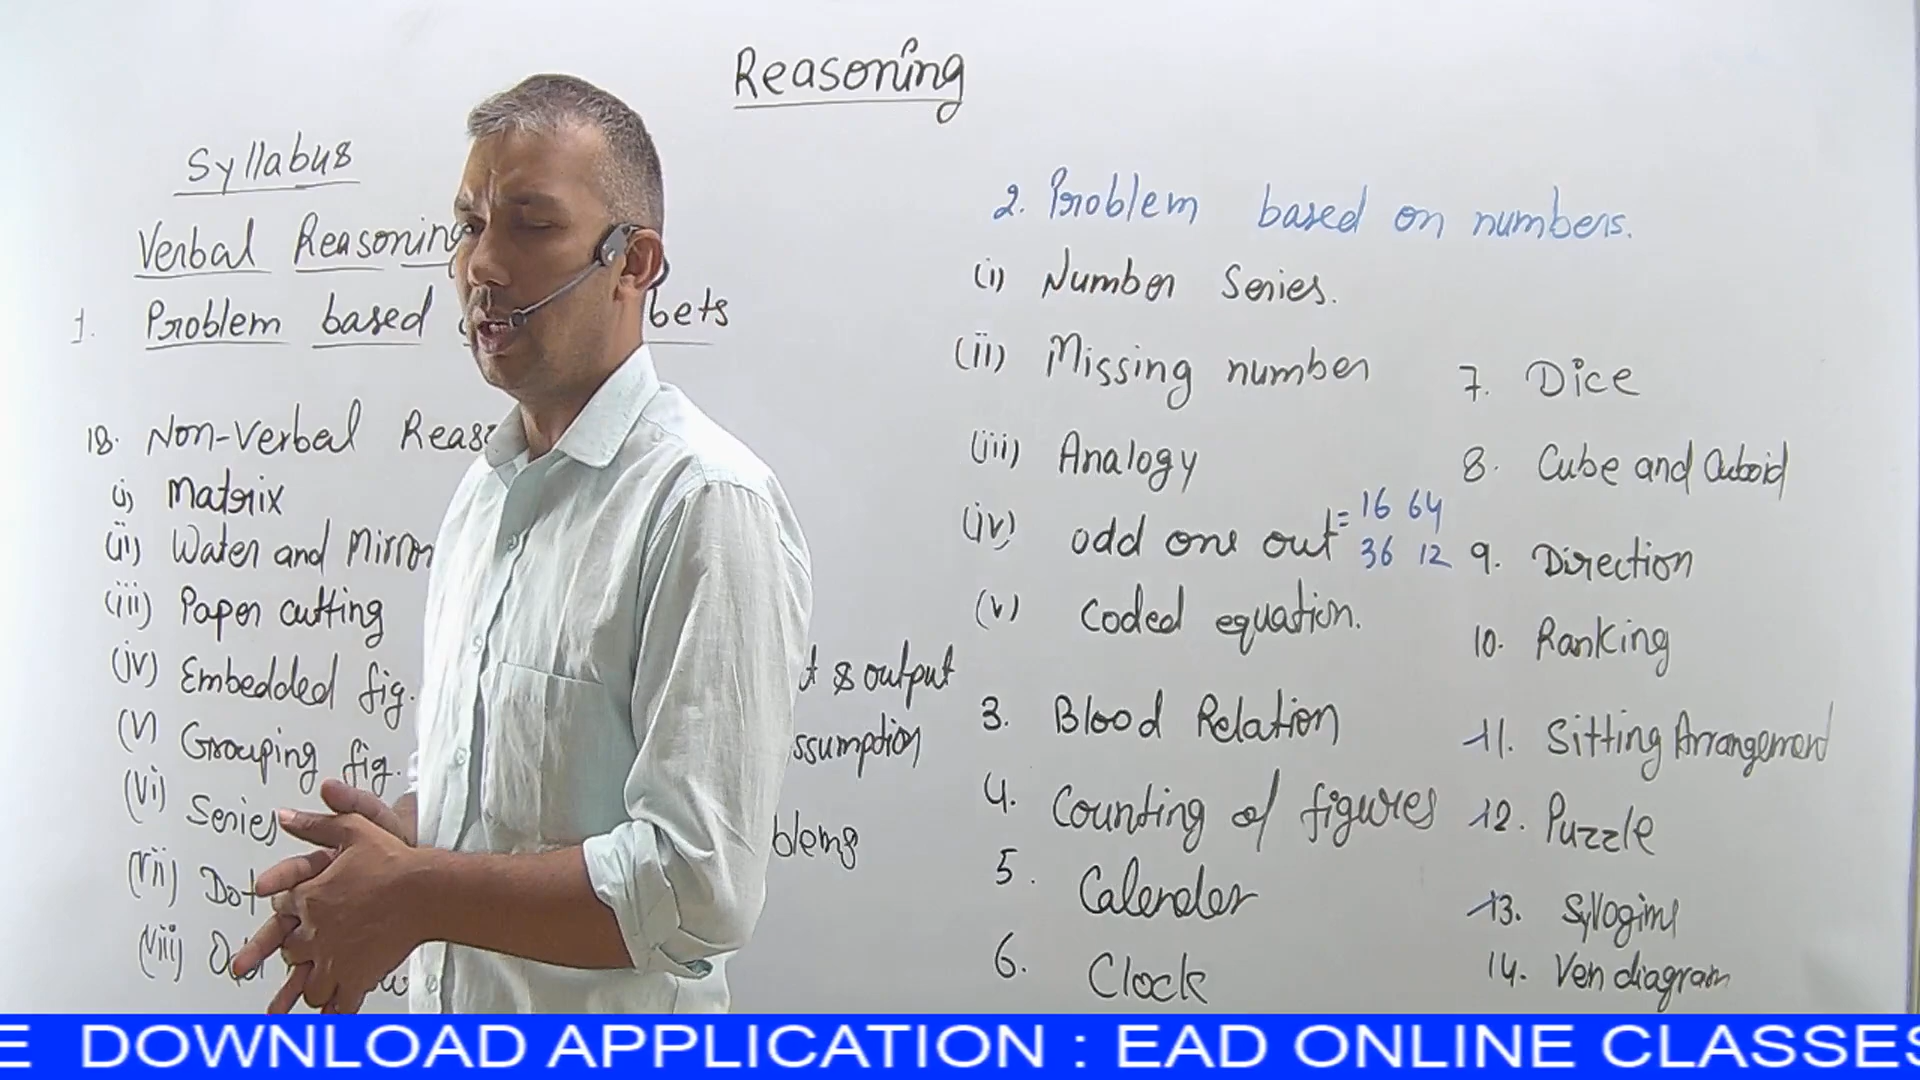 Reasoning
Syllabus
Verbal Reasoning
1. Problem based bets
18. Non-Verbal Reas
(i) Matrix
(ii) Water and Mirror
(iii) Paper cutting
(iv) Embedded fig.
(v) Grouping fig.
(vi) Series
(vii) Dot
(viii)
t & output
ssumption
blems
2. Problem based on numbers.
(i) Number Series.
(ii) Missing number
(iii) Analogy
(iv) odd one out = 16 64
36 12
(v) Coded equation.
3. Blood Relation
4. Counting of figures
5. Calender
6. Clock
7. Dice
8. Cube and Cuboid
9. Direction
10. Ranking
11. Sitting Arrangement
12. Puzzle
13. Syllogims
14. Ven diagram
E DOWNLOAD APPLICATION : EAD ONLINE CLASSES